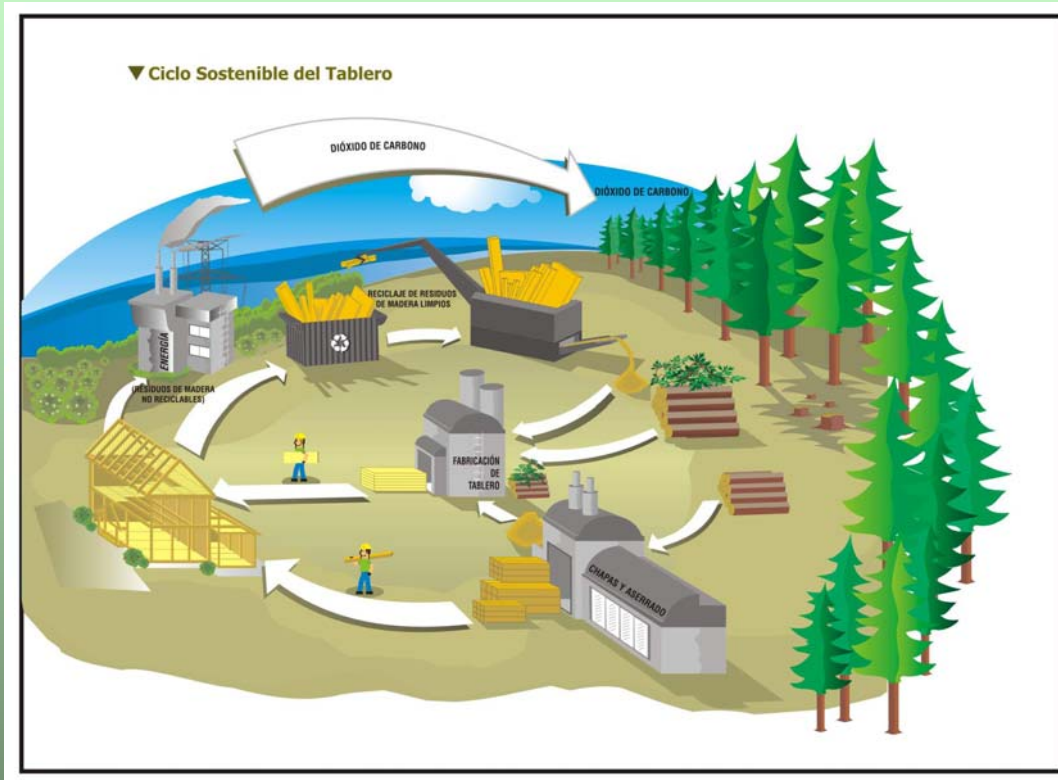 ▼ Ciclo Sostenible del Tablero
DIÓXIDO DE CARBONO
DIÓXIDO DE CARBONO
RECICLAJE DE RESIDUOS
DE MADERA LIMPIOS
ENERGÍA
(RESIDUOS DE MADERA
NO RECICLABLES)
FABRICACIÓN
DE
TABLERO
CHAPAS Y ASERRADO